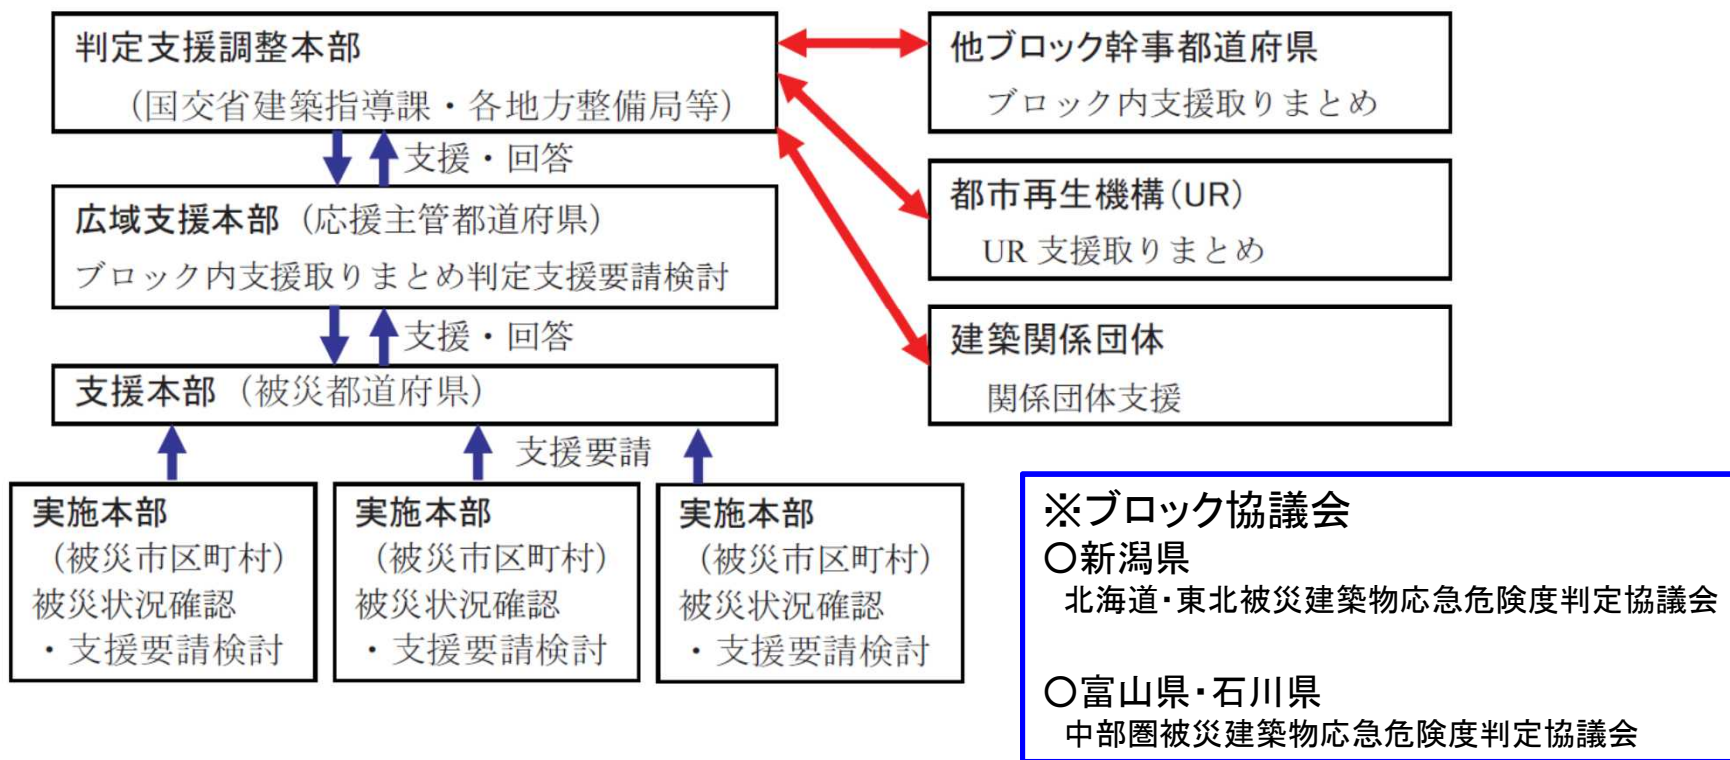 判定支援調整本部
（国交省建築指導課・各地方整備局等）
支援・回答
広域支援本部（応援主管都道府県）
ブロック内支援取りまとめ判定支援要請検討
支援・回答
支援本部（被災都道府県）
支援要請
実施本部
（被災市区町村）
被災状況確認
・支援要請検討
実施本部
（被災市区町村）
被災状況確認
・支援要請検討
実施本部
（被災市区町村）
被災状況確認
・支援要請検討
他ブロック幹事都道府県
ブロック内支援取りまとめ
都市再生機構（UR）
UR 支援取りまとめ
建築関係団体
関係団体支援
※ブロック協議会
〇新潟県
北海道・東北被災建築物応急危険度判定協議会
〇富山県・石川県
中部圏被災建築物応急危険度判定協議会